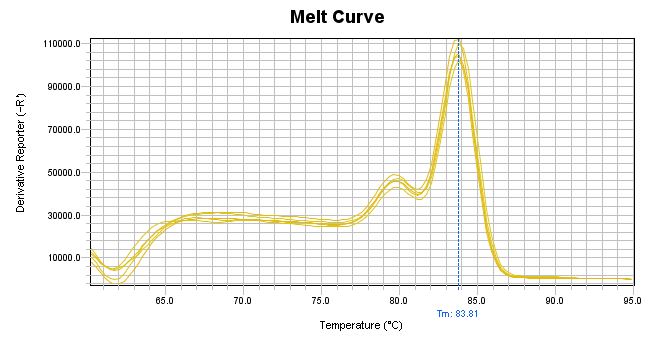 Melt Curve
Derivative Reporter (-R')
110000.0
90000.0
70000.0
50000.0
30000.0
10000.0
65.0 70.0 75.0 80.0 85.0 90.0 95.0
Tm: 83.81
Temperature (°C)